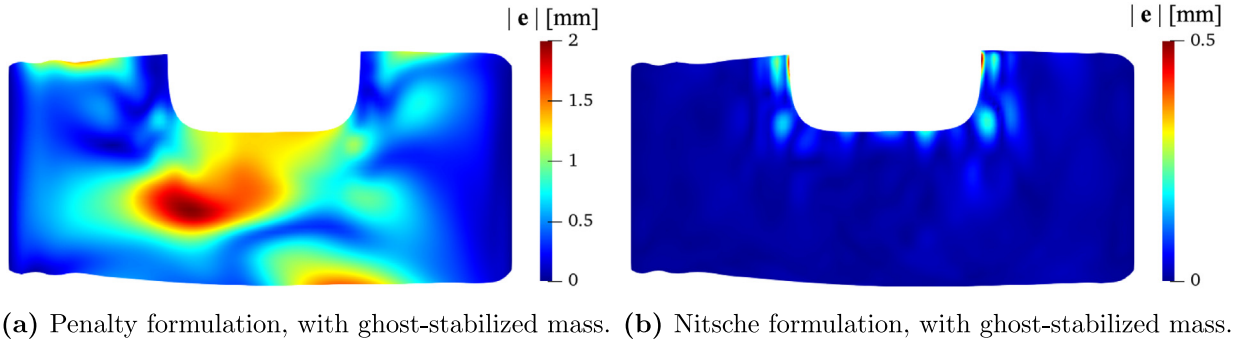 | e | [mm]
2
1.5
1
0.5
0
| e | [mm]
0.5
0
(a) Penalty formulation, with ghost-stabilized mass.
(b) Nitsche formulation, with ghost-stabilized mass.